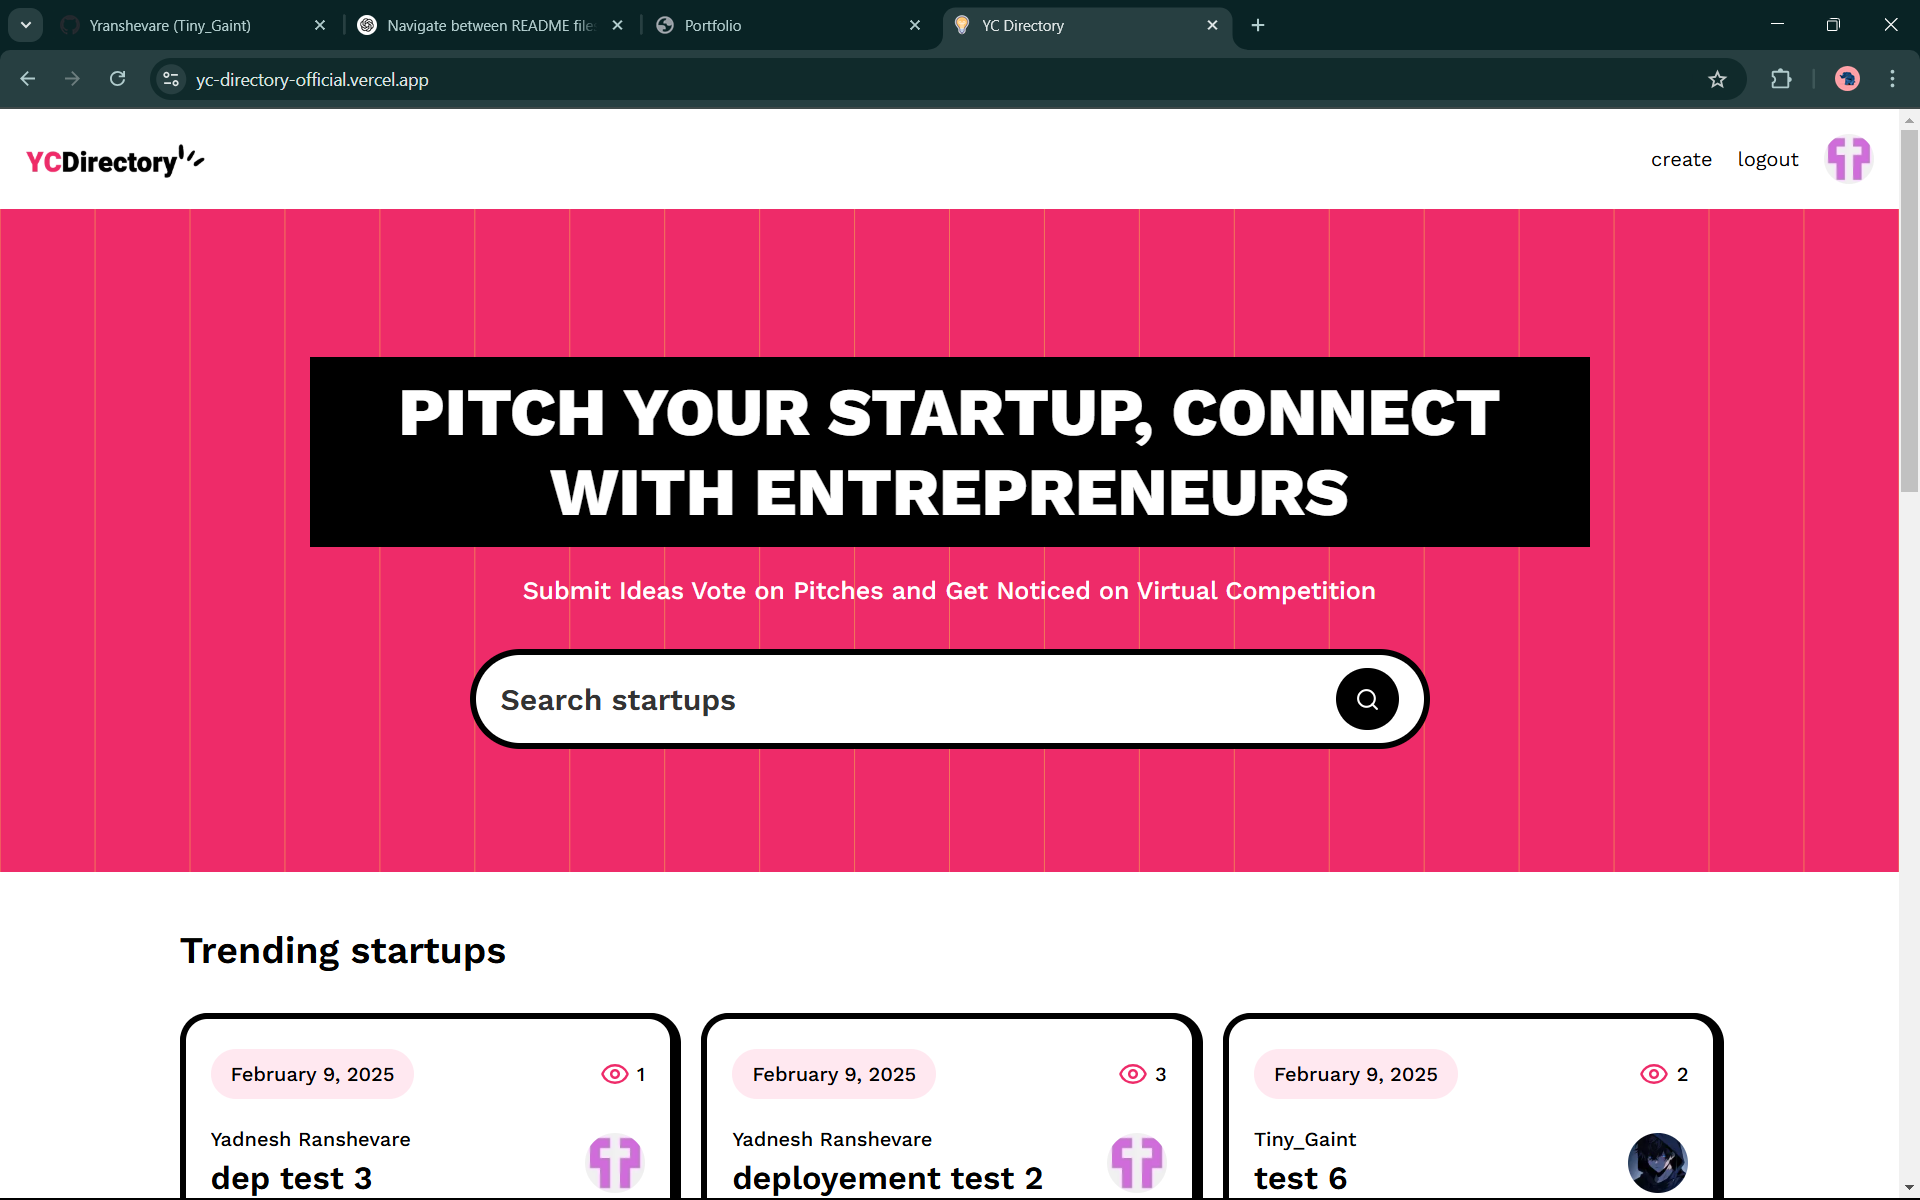 Yranshevare (Tiny_Gaint)
Navigate between README file
Portfolio
YC Directory
yc-directory-official.vercel.app
YCDirectory
create
logout
PITCH YOUR STARTUP, CONNECT
WITH ENTREPRENEURS
Submit Ideas Vote on Pitches and Get Noticed on Virtual Competition
Search startups
Trending startups
February 9, 2025
1
Yadnesh Ranshevare
dep test 3
February 9, 2025
3
Yadnesh Ranshevare
deployement test 2
February 9, 2025
2
Tiny_Gaint
test 6